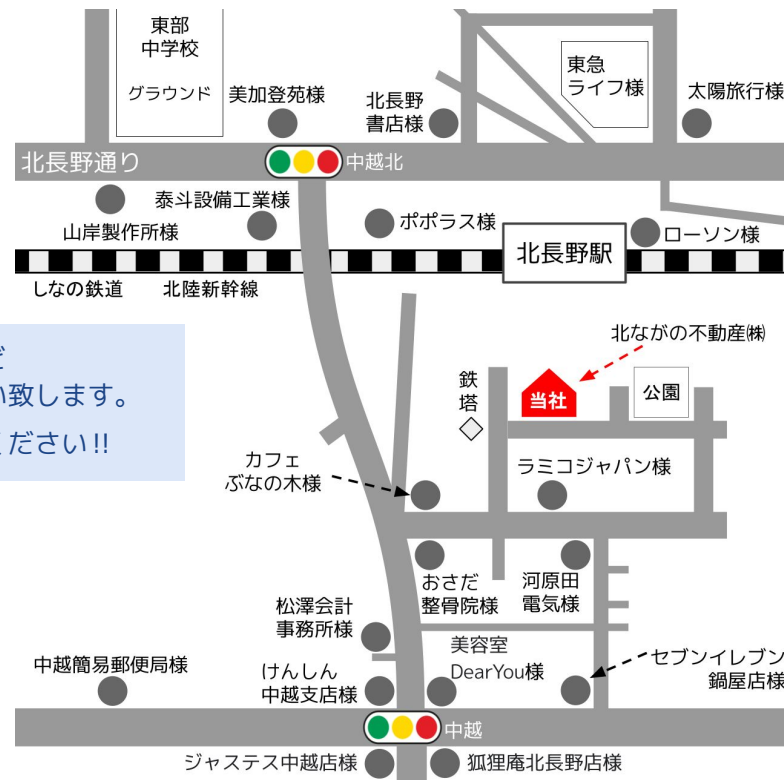 東部
中学校
グラウンド
美加登苑様
北長野
書店様
東急
ライフ様
太陽旅行様
北長野通り
中越北
山岸製作所様
泰斗設備工業様
ポポラス様
北長野駅
ローソン様
しなの鉄道
北陸新幹線
北ながの不動産㈱
当社
公園
鉄
塔
い致します。
ください!!
カフェ
ぶなの木様
ラミコジャパン様
おさだ
整骨院様
河原田
電気様
松澤会計
事務所様
美容室
DearYou様
セブンイレブン
鍋屋店様
中越簡易郵便局様
けんしん
中越支店様
中越
ジャステス中越店様
狐狸庵北長野店様